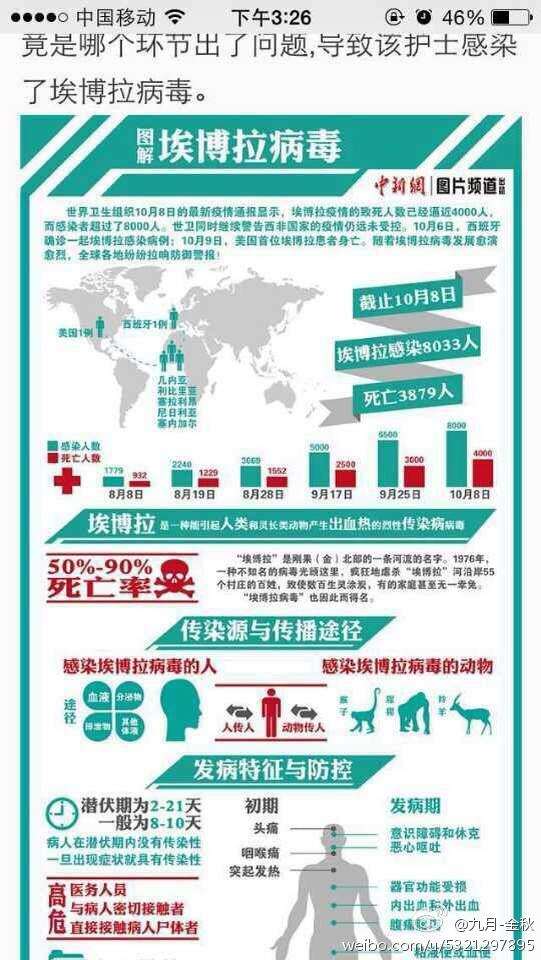 中国移动
下午3:26
46%
竟是哪个环节出了问题,导致该护士感染
了埃博拉病毒。
图解 埃博拉病毒
中新網 图片频道 出品
世界卫生组织10月8日的最新疫情通报显示，埃博拉疫情的致死人数已经逼近4000人，
而感染者超过了8000人。世卫同时继续警告西非国家的疫情仍远未受控。10月6日，西班牙
确诊一起埃博拉感染病例；10月9日，美国首位埃博拉患者身亡。随着埃博拉病毒发展愈演
愈烈，全球各地纷纷拉响防御警报！
美国1例
西班牙1例
几内亚
利比里亚
塞拉利昂
尼日利亚
塞内加尔
截止10月8日
埃博拉感染8033人
死亡3879人
感染人数
死亡人数
1779 932 2240 1229 3069 1552 5000 2500 6500 3000 8000 4000
8月8日 8月19日 8月28日 9月17日 9月25日 10月8日
埃博拉 是一种能引起人类和灵长类动物产生出血热的烈性传染病病毒
50%-90%
死亡率
“埃博拉”是刚果（金）北部的一条河流的名字。1976年，
一种不知名的病毒光顾这里，疯狂地虐杀“埃博拉”河沿岸55
个村庄的百姓，致使数百生灵涂炭，有的家庭甚至无一幸免。
“埃博拉病毒”也因此而得名。
传染源与传播途径
感染埃博拉病毒的人
感染埃博拉病毒的动物
途径
血液
分泌物
排泄物
其他体液
人传人
动物传人
猴子
猩猩
羚羊
发病特征与防控
潜伏期为2-21天
一般为8-10天
病人在潜伏期内没有传染性
一旦出现症状就具有传染性
高危
医务人员
与病人密切接触者
直接接触病人尸体者
初期
头痛
咽喉痛
突起发热
发病期
意识障碍和休克
恶心呕吐
器官功能受损
内出血和外出血
粘液便或血便
@九月-金秋
weibo.com/u/5321297895